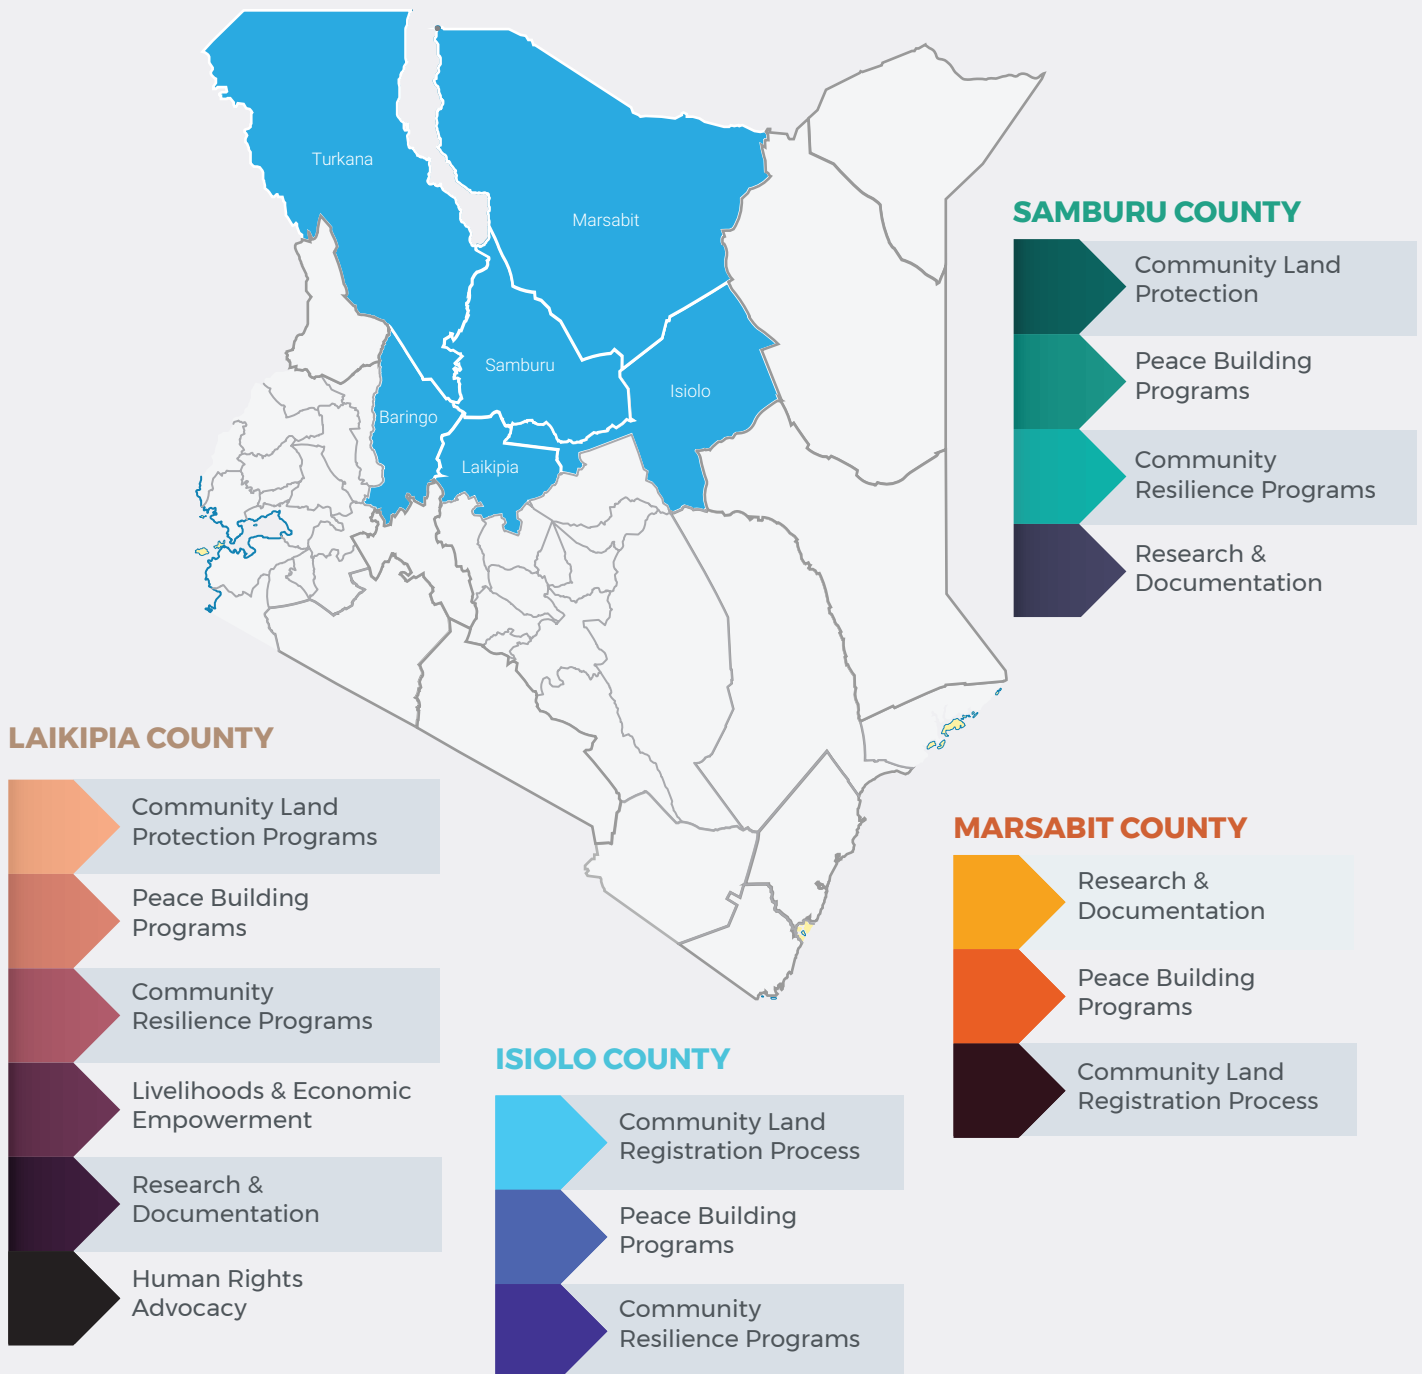 Turkana
Marsabit
Samburu
Isiolo
Baringo
Laikipia
SAMBURU COUNTY
Community Land
Protection
Peace Building
Programs
Community
Resilience Programs
Research &
Documentation
LAIKIPIA COUNTY
Community Land
Protection Programs
Peace Building
Programs
Community
Resilience Programs
Livelihoods & Economic
Empowerment
Research &
Documentation
Human Rights
Advocacy
ISIOLO COUNTY
Community Land
Registration Process
Peace Building
Programs
Community
Resilience Programs
MARSABIT COUNTY
Research &
Documentation
Peace Building
Programs
Community Land
Registration Process